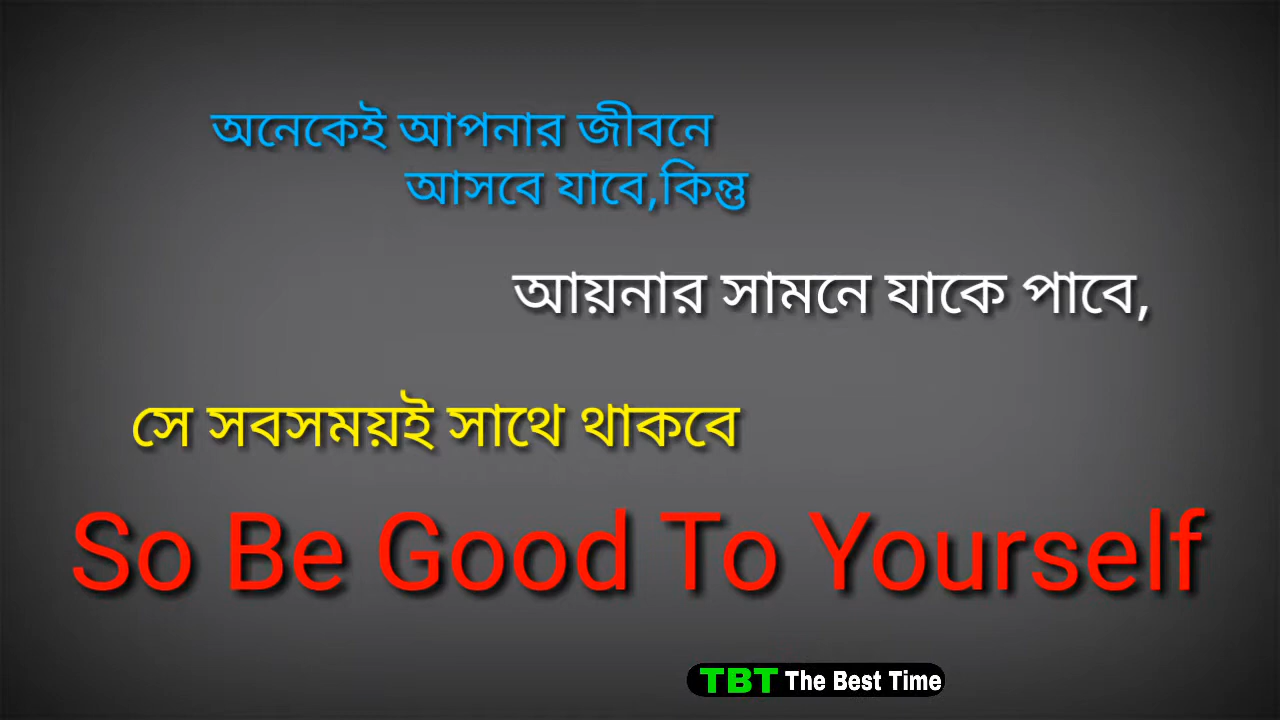 অনেকেই আপনার জীবনে
আসবে যাবে,কিন্তু
আয়নার সামনে যাকে পাবে,
সে সবসময়ই সাথে থাকবে
So Be Good To Yourself
TBT The Best Time